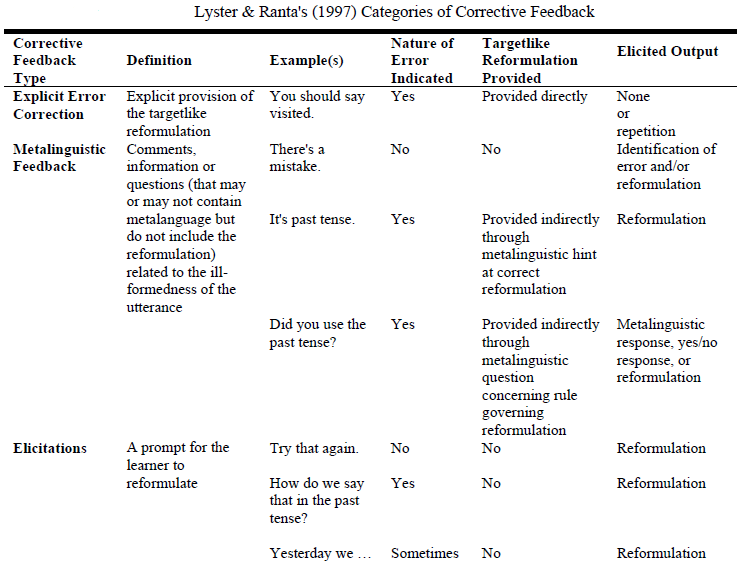 Lyster & Ranta's (1997) Categories of Corrective Feedback
Corrective
Feedback
Type
Definition
Example(s)
Nature of
Error
Indicated
Targetlike
Reformulation
Provided
Elicited Output
Explicit Error
Correction
Explicit provision of
the targetlike
reformulation
You should say
visited.
Yes
Provided directly
None
or
repetition
Metalinguistic
Feedback
Comments,
information or
questions (that may
or may not contain
metalanguage but
do not include the
reformulation)
related to the ill-
formedness of the
utterance
There's a
mistake.
No
No
Identification of
error and/or
reformulation
It's past tense.
Yes
Provided indirectly
through
metalinguistic hint
at correct
reformulation
Reformulation
Did you use the
past tense?
Yes
Provided indirectly
through
metalinguistic
question
concerning rule
governing
reformulation
Metalinguistic
response, yes/no
response, or
reformulation
Elicitations
A prompt for the
learner to
reformulate
Try that again.
No
No
Reformulation
How do we say
that in the past
tense?
Yes
No
Reformulation
Yesterday we …
Sometimes
No
Reformulation